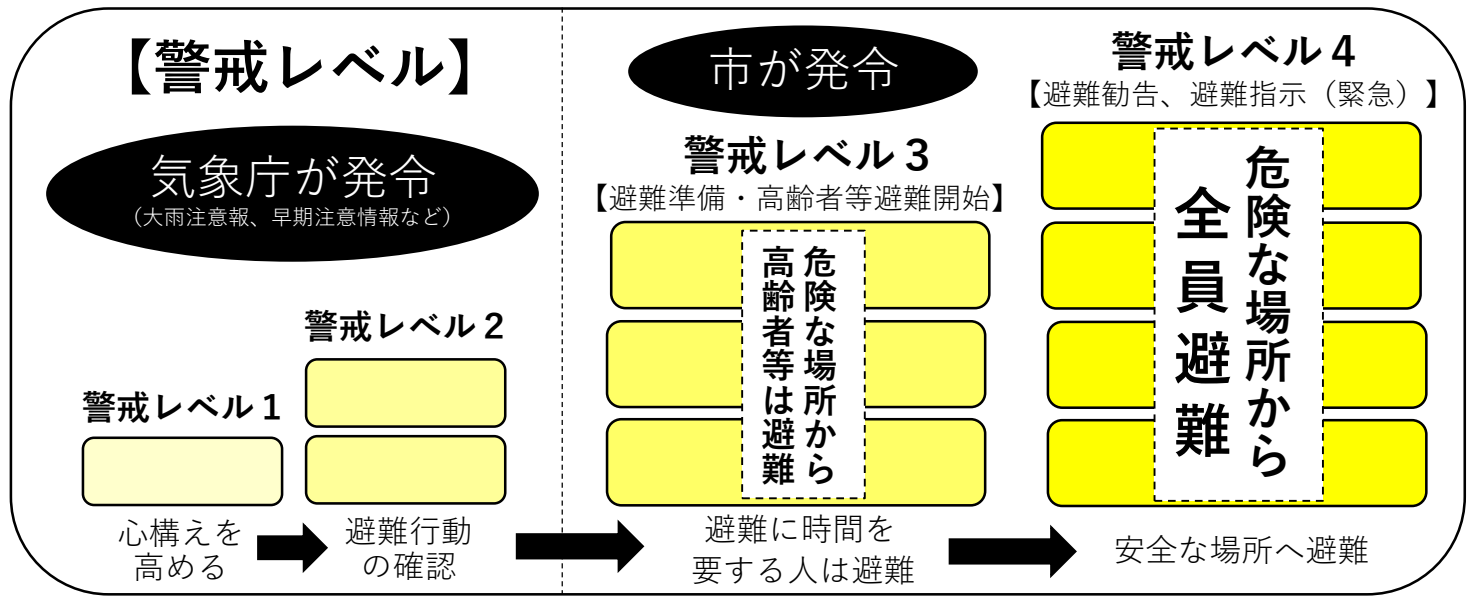 【警戒レベル】
気象庁が発令
（大雨注意報、早期注意情報など）
警戒レベル１
心構えを
高める
警戒レベル２
避難行動
の確認
市が発令
警戒レベル３
【避難準備・高齢者等避難開始】
危険な場所から
高齢者等は避難
避難に時間を
要する人は避難
警戒レベル４
【避難勧告、避難指示（緊急）】
危険な場所から
全員避難
安全な場所へ避難